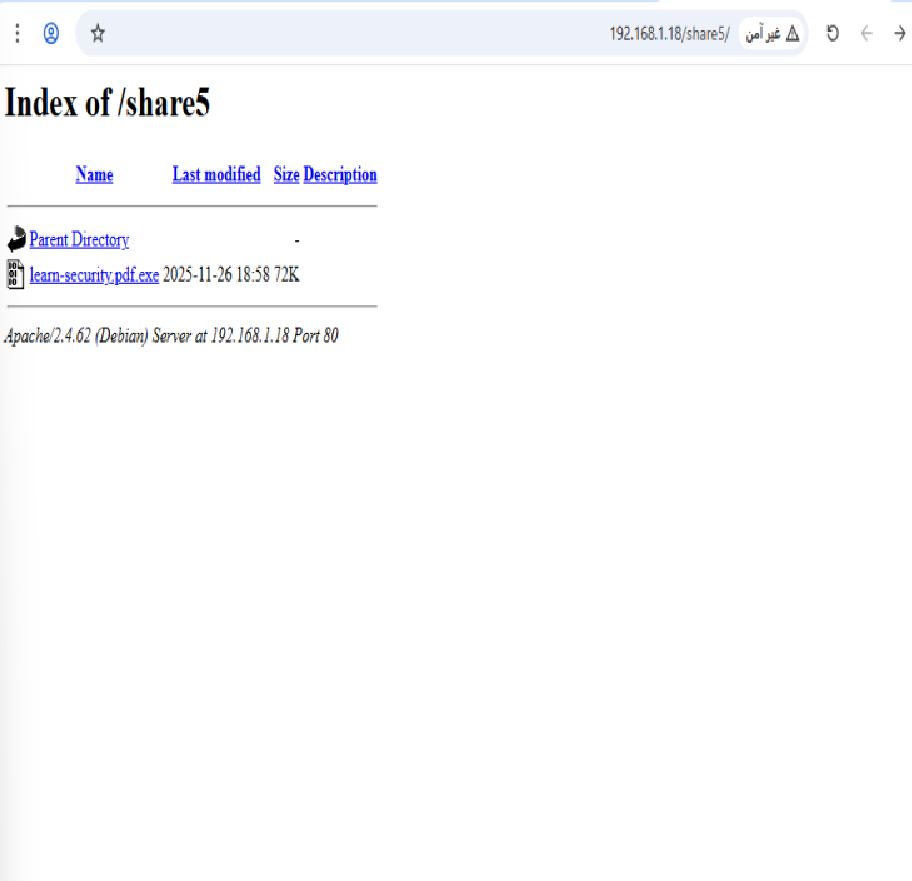 192.168.1.18/share5/ غير آمن
Index of /share5
Name Last modified Size Description
Parent Directory -
learn-security.pdf.exe 2025-11-26 18:58 72K
Apache/2.4.62 (Debian) Server at 192.168.1.18 Port 80